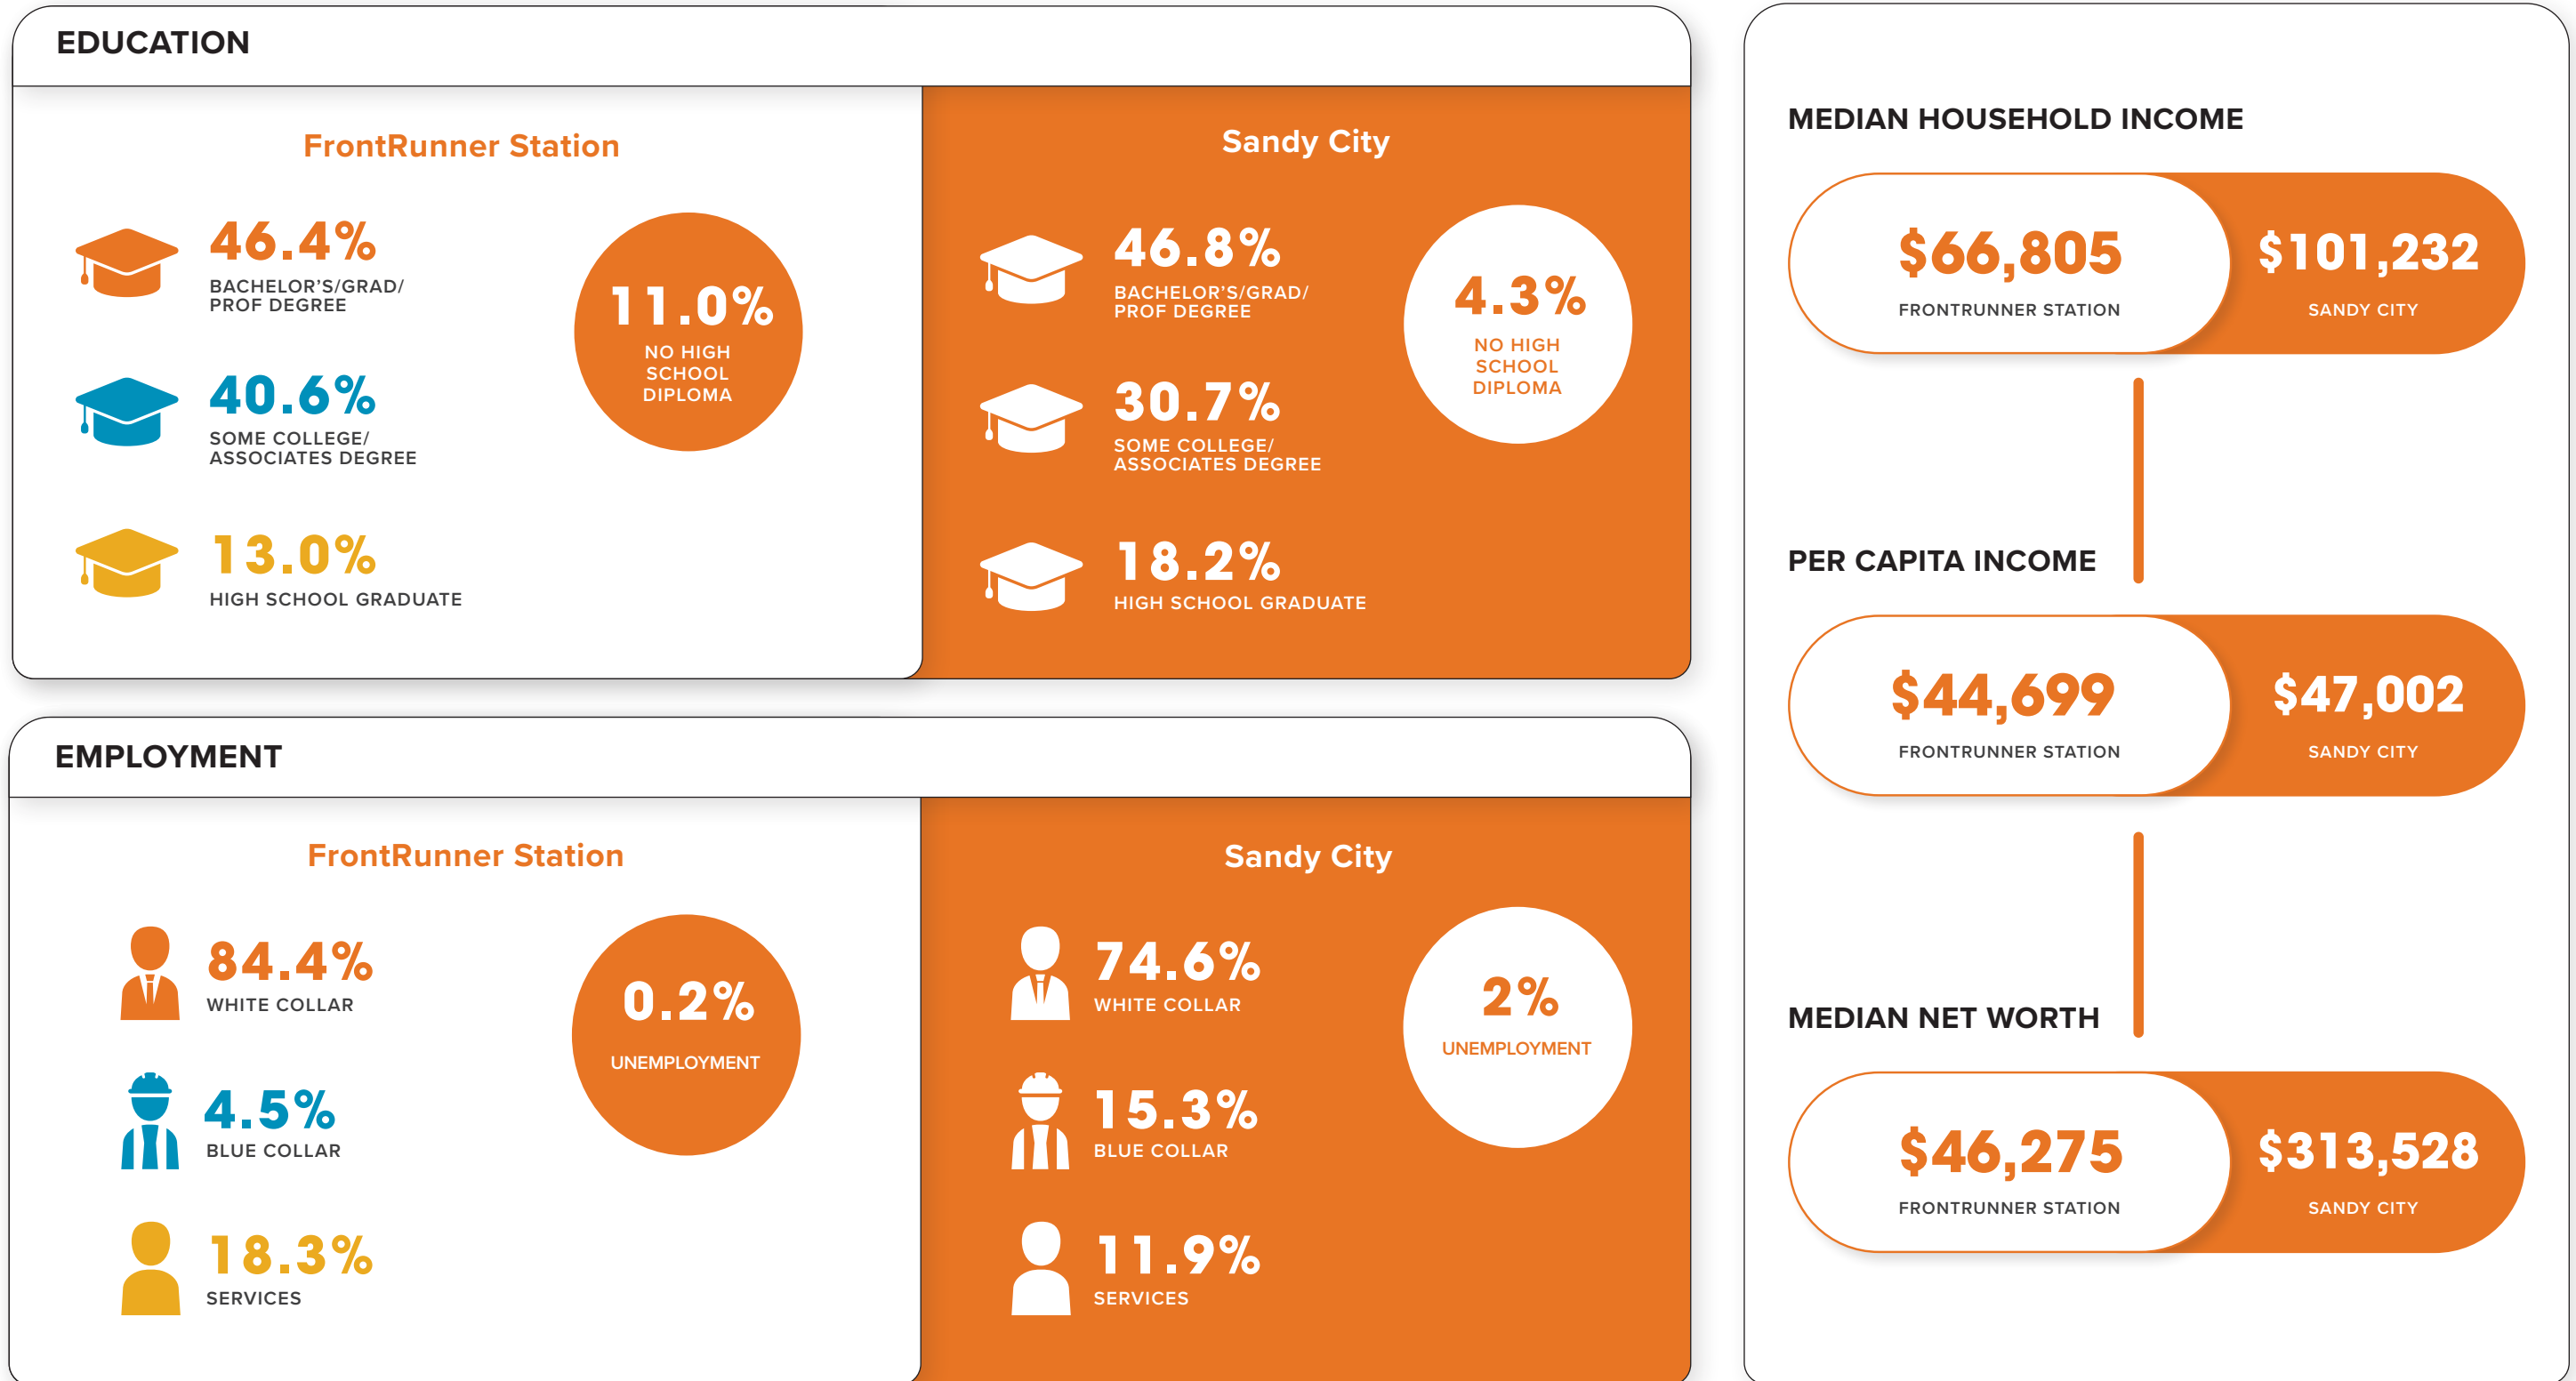 EDUCATION
FrontRunner Station
46.4%
BACHELOR'S/GRAD/
PROF DEGREE
40.6%
SOME COLLEGE/
ASSOCIATES DEGREE
13.0%
HIGH SCHOOL GRADUATE
11.0%
NO HIGH
SCHOOL
DIPLOMA
Sandy City
46.8%
BACHELOR'S/GRAD/
PROF DEGREE
30.7%
SOME COLLEGE/
ASSOCIATES DEGREE
18.2%
HIGH SCHOOL GRADUATE
4.3%
NO HIGH
SCHOOL
DIPLOMA
EMPLOYMENT
FrontRunner Station
84.4%
WHITE COLLAR
4.5%
BLUE COLLAR
18.3%
SERVICES
0.2%
UNEMPLOYMENT
Sandy City
74.6%
WHITE COLLAR
15.3%
BLUE COLLAR
11.9%
SERVICES
2%
UNEMPLOYMENT
MEDIAN HOUSEHOLD INCOME
$66,805
FRONTRUNNER STATION
$101,232
SANDY CITY
PER CAPITA INCOME
$44,699
FRONTRUNNER STATION
$47,002
SANDY CITY
MEDIAN NET WORTH
$46,275
FRONTRUNNER STATION
$313,528
SANDY CITY